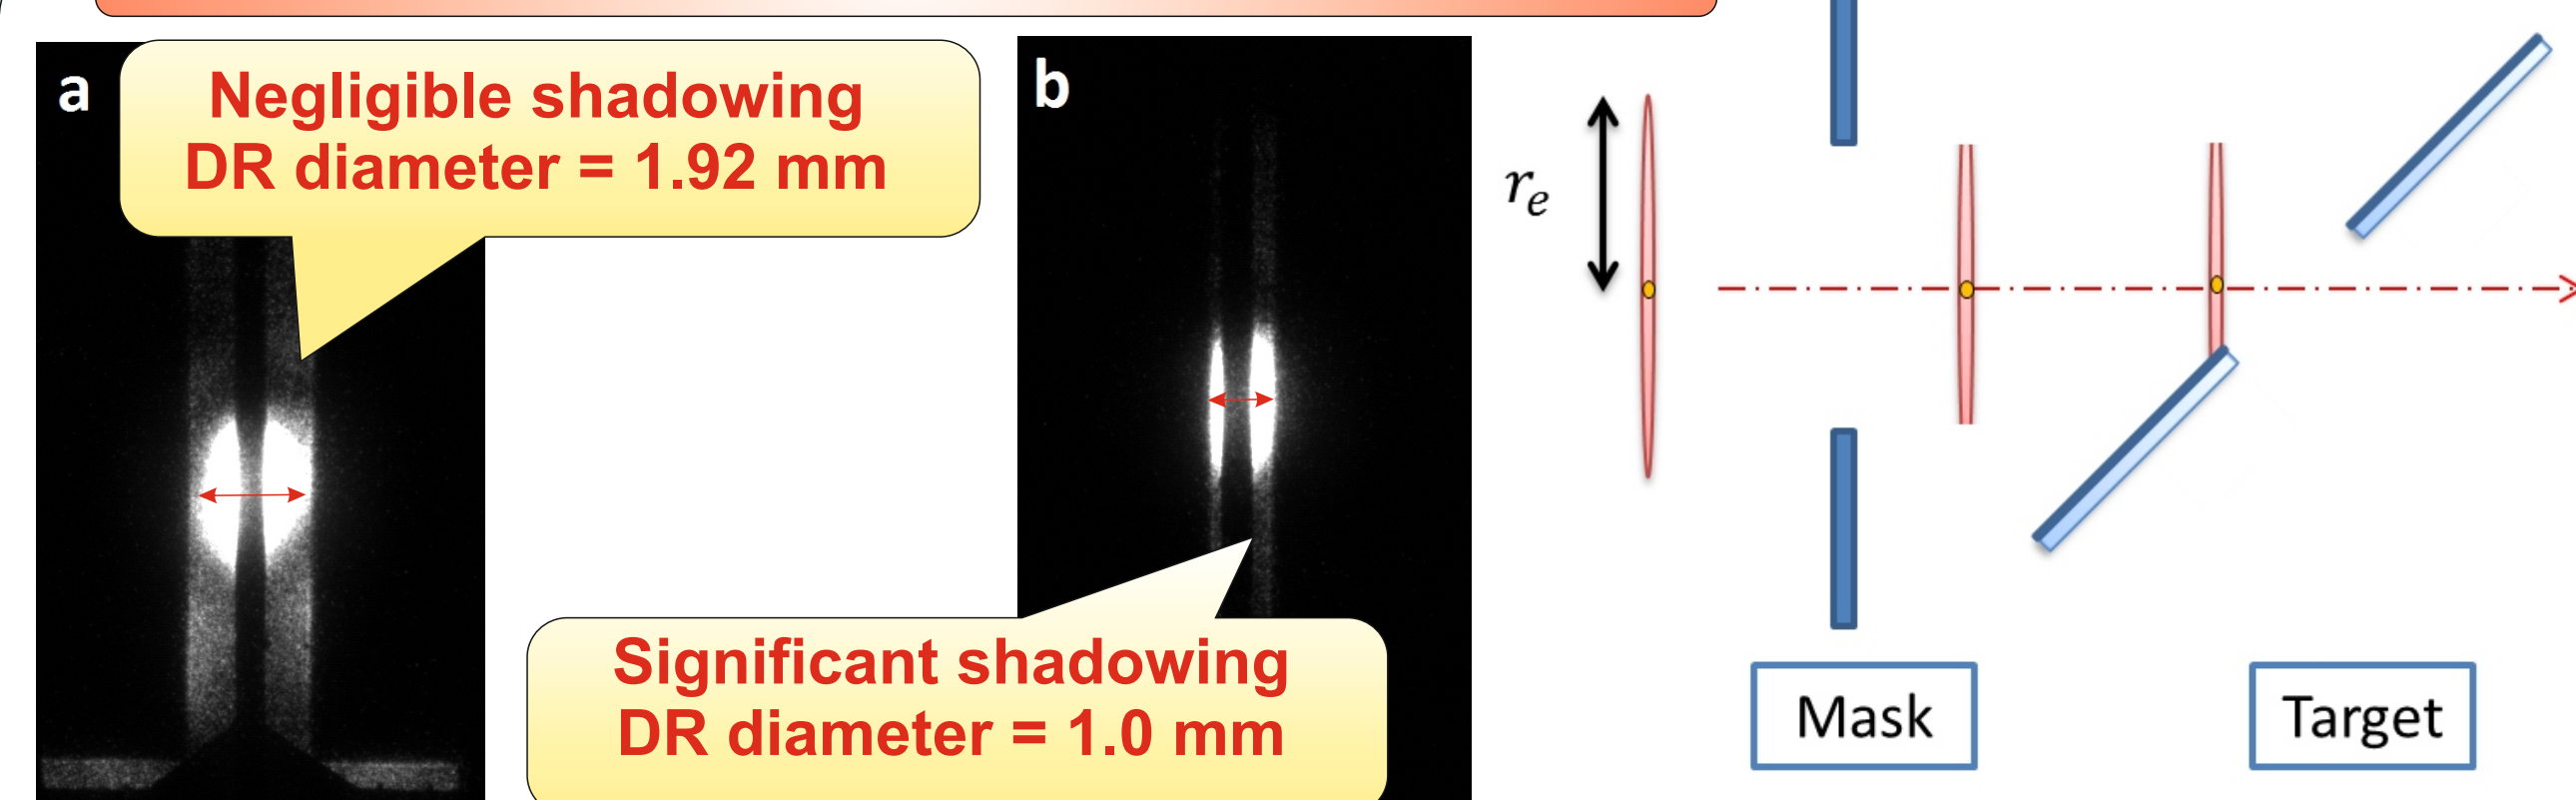 a
Negligible shadowing
DR diameter = 1.92 mm
b
Significant shadowing
DR diameter = 1.0 mm
rₑ
Mask
Target